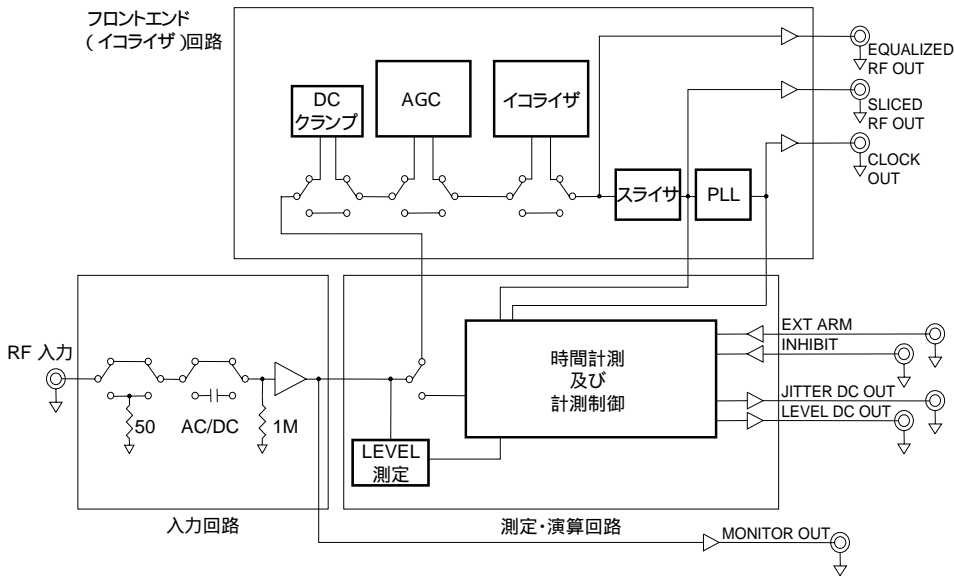 フロントエンド
(イコライザ)回路
DC
クランプ
AGC
イコライザ
スライサ
PLL
EQUALIZED
RF OUT
SLICED
RF OUT
CLOCK
OUT
RF 入力
50
AC/DC
1M
入力回路
LEVEL
測定
時間計測
及び
計測制御
測定・演算回路
EXT ARM
INHIBIT
JITTER DC OUT
LEVEL DC OUT
MONITOR OUT